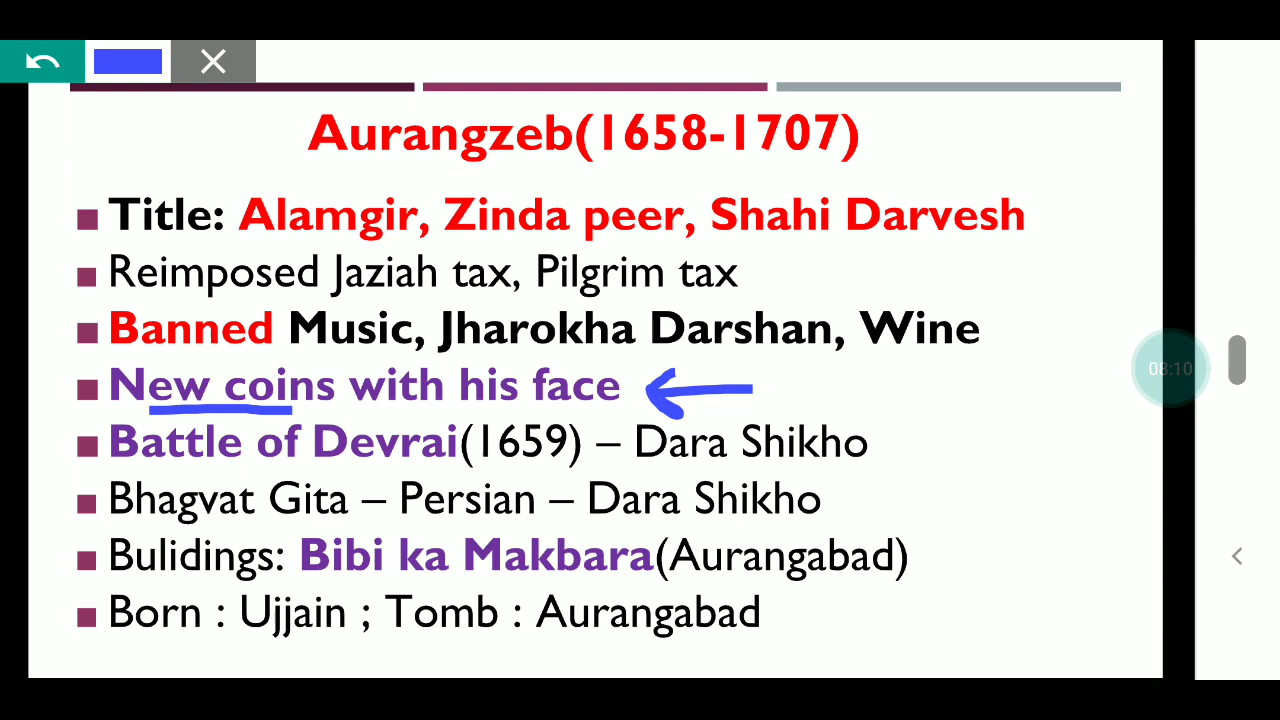 Aurangzeb(1658-1707)
Title: Alamgir, Zinda peer, Shahi Darvesh
Reimposed Jaziah tax, Pilgrim tax
Banned Music, Jharokha Darshan, Wine
New coins with his face
Battle of Devrai(1659) – Dara Shikho
Bhagvat Gita – Persian – Dara Shikho
Bulidings: Bibi ka Makbara(Aurangabad)
Born : Ujjain ; Tomb : Aurangabad
08:10